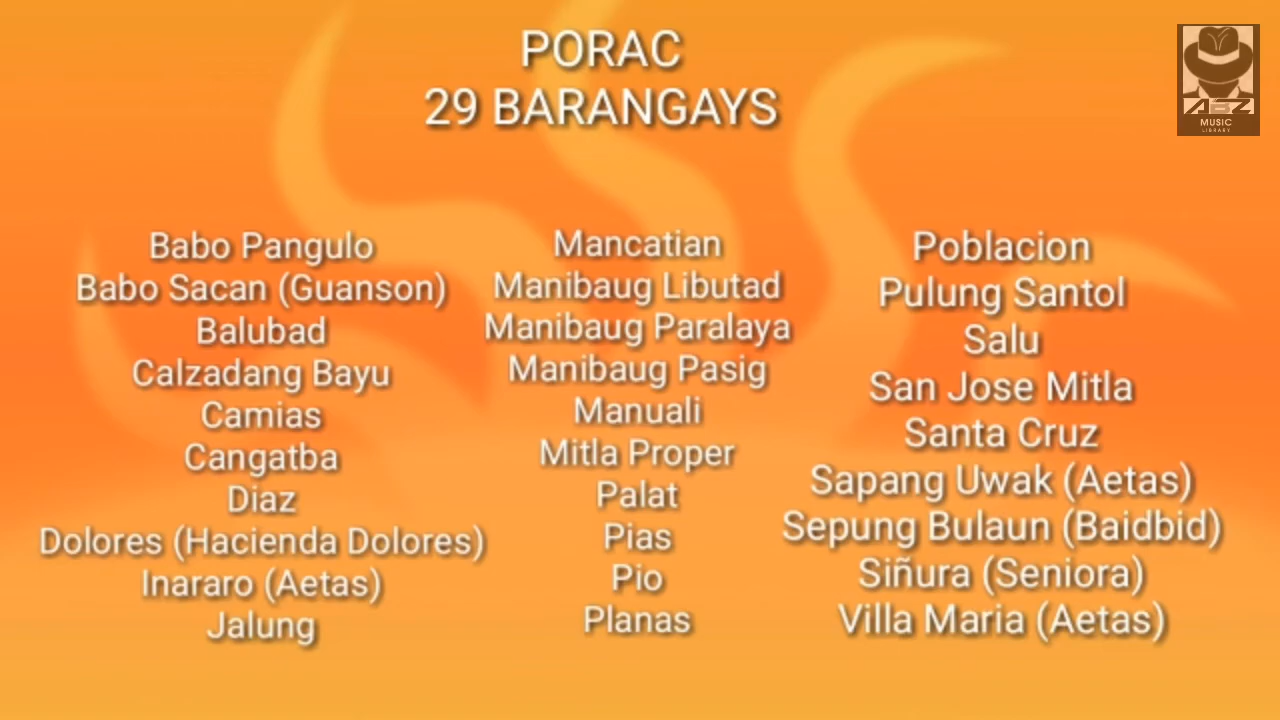 PORAC
29 BARANGAYS
ABZ
MUSIC
LIBRARY
Babo Pangulo
Babo Sacan (Guanson)
Balubad
Calzadang Bayu
Camias
Cangatba
Diaz
Dolores (Hacienda Dolores)
Inararo (Aetas)
Jalung
Mancatian
Manibaug Libutad
Manibaug Paralaya
Manibaug Pasig
Manuali
Mitla Proper
Palat
Pias
Pio
Planas
Poblacion
Pulung Santol
Salu
San Jose Mitla
Santa Cruz
Sapang Uwak (Aetas)
Sepung Bulaun (Baidbid)
Siñura (Seniora)
Villa Maria (Aetas)